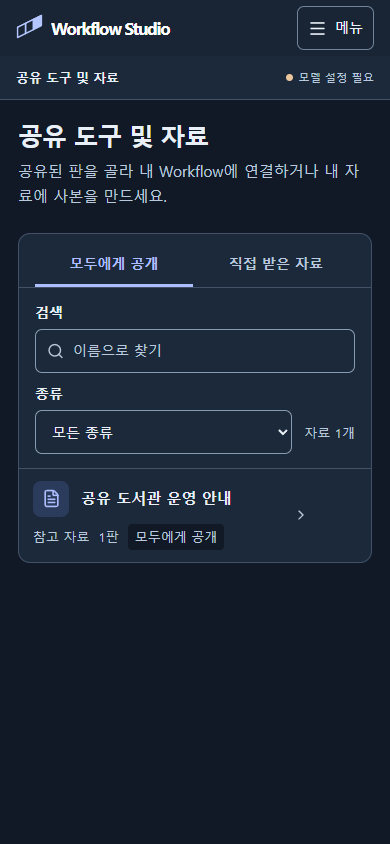 Workflow Studio
메뉴
공유 도구 및 자료
모델 설정 필요
공유 도구 및 자료
공유된 판을 골라 내 Workflow에 연결하거나 내 자
료에 사본을 만드세요.
모두에게 공개
직접 받은 자료
검색
이름으로 찾기
종류
모든 종류
자료 1개
공유 도서관 운영 안내
참고 자료 1판 모두에게 공개